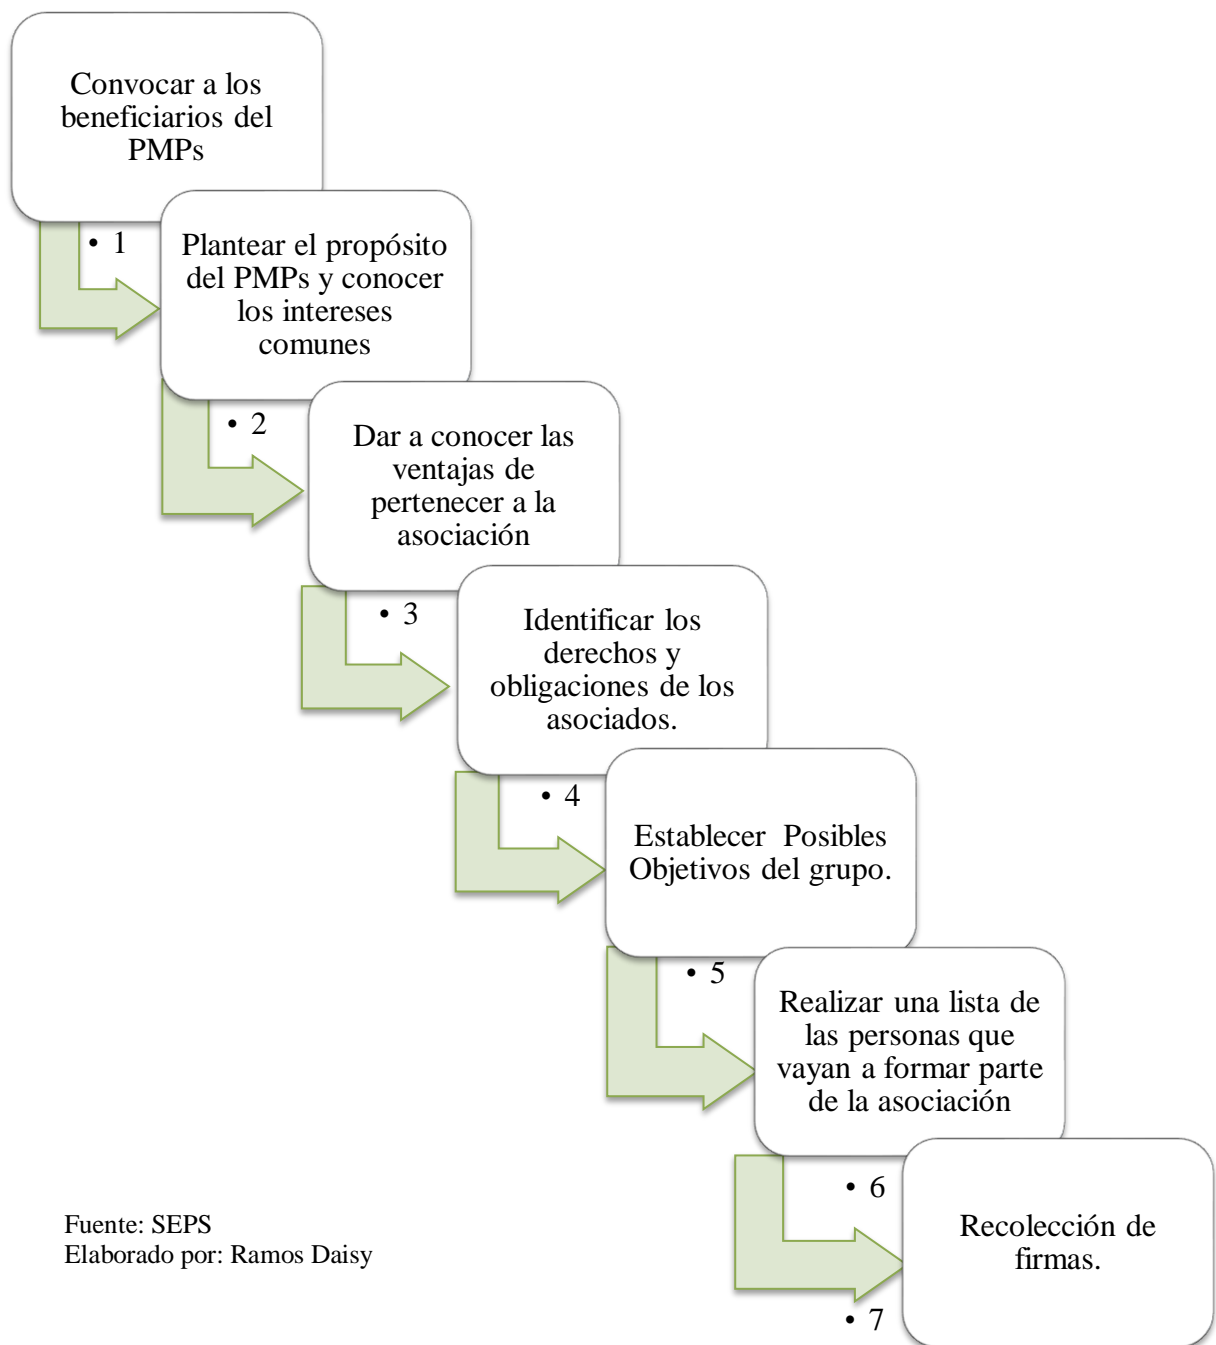 Convocar a los
beneficiarios del
PMPs
• 1
Plantear el propósito
del PMPs y conocer
los intereses
comunes
• 2
Dar a conocer las
ventajas de
pertenecer a la
asociación
• 3
Identificar los
derechos y
obligaciones de los
asociados.
• 4
Establecer Posibles
Objetivos del grupo.
• 5
Realizar una lista de
las personas que
vayan a formar parte
de la asociación
• 6
Recolección de
firmas.
• 7
Fuente: SEPS
Elaborado por: Ramos Daisy